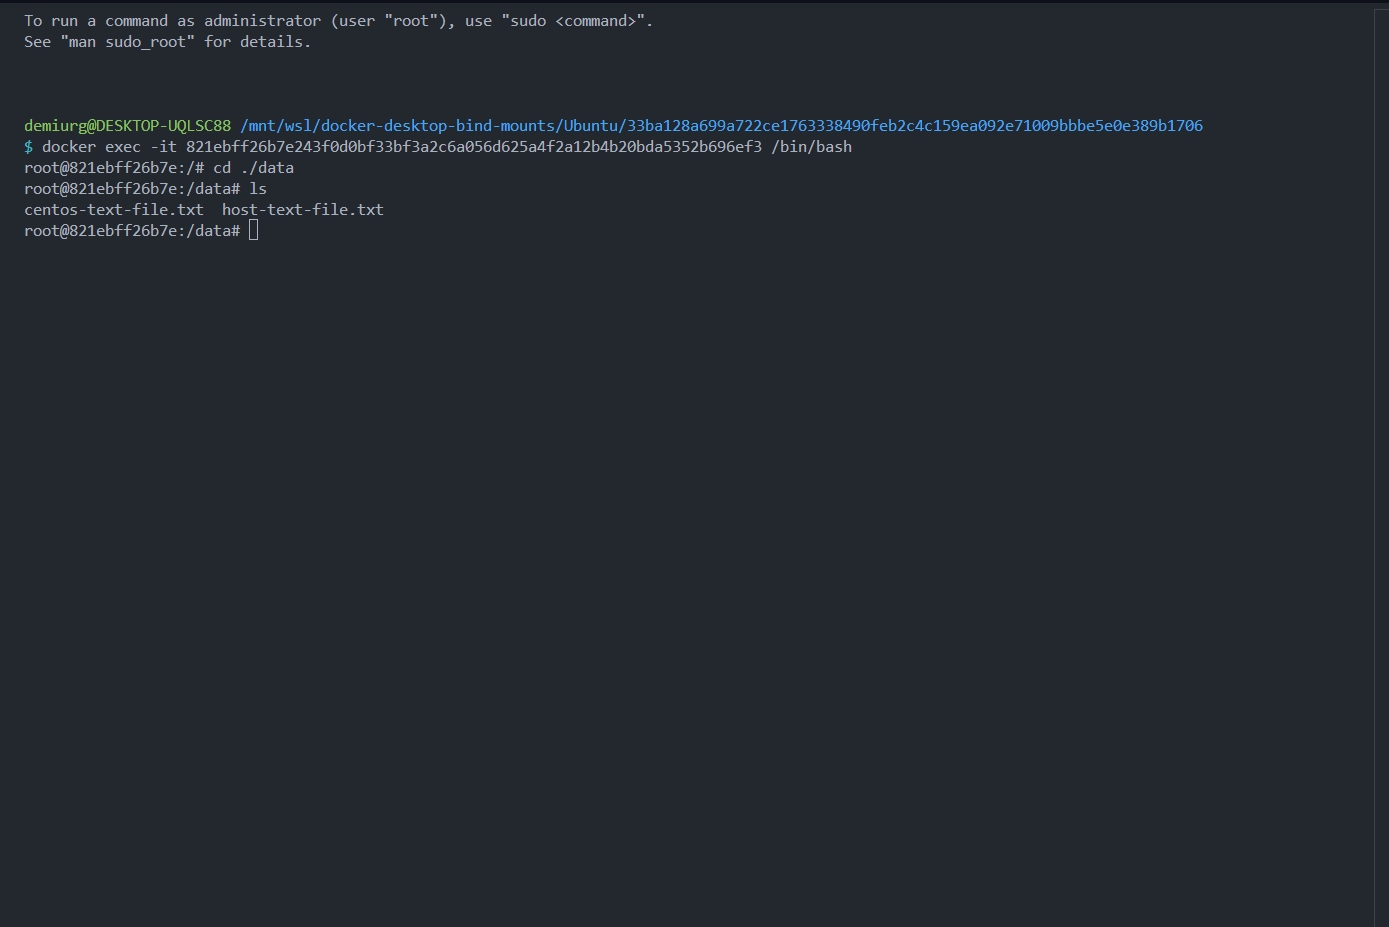 To run a command as administrator (user "root"), use "sudo <command>".
See "man sudo_root" for details.
demiurg@DESKTOP-UQLSC88 /mnt/wsl/docker-desktop-bind-mounts/Ubuntu/33ba128a699a722ce1763338490feb2c4c159ea092e71009bbbe5e0e389b1706
$ docker exec -it 821ebff26b7e243f0d0bf33bf3a2c6a056d625a4f2a12b4b20bda5352b696ef3 /bin/bash
root@821ebff26b7e:/# cd ./data
root@821ebff26b7e:/data# ls
centos-text-file.txt  host-text-file.txt
root@821ebff26b7e:/data#